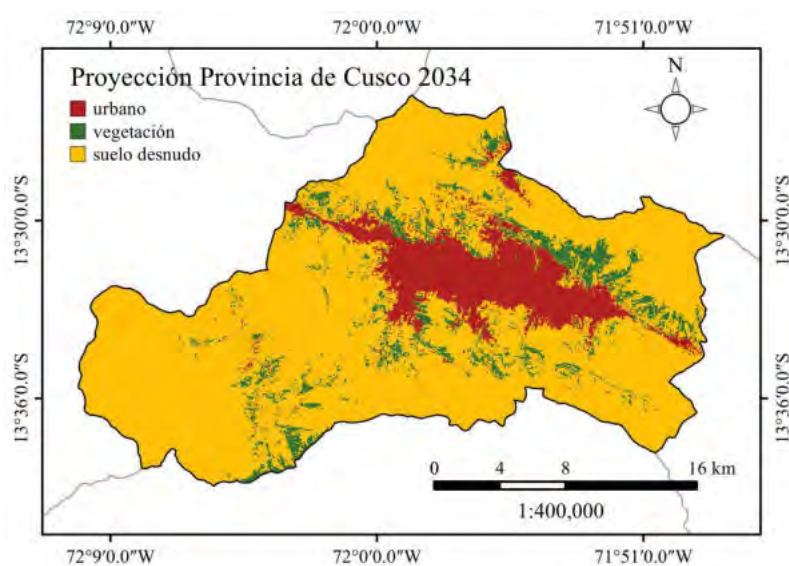 72°9'0.0"W 72°0'0.0"W 71°51'0.0"W
Proyección Provincia de Cusco 2034
N
urbano
vegetación
suelo desnudo
13°30'0.0"S 13°30'0.0"S
13°36'0.0"S 13°36'0.0"S
0 4 8 16 km
1:400,000
72°9'0.0"W 72°0'0.0"W 71°51'0.0"W